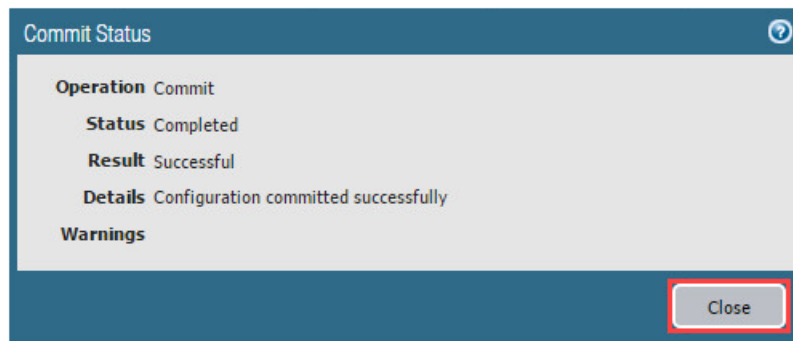 Commit Status
Operation Commit
Status Completed
Result Successful
Details Configuration committed successfully
Warnings
Close